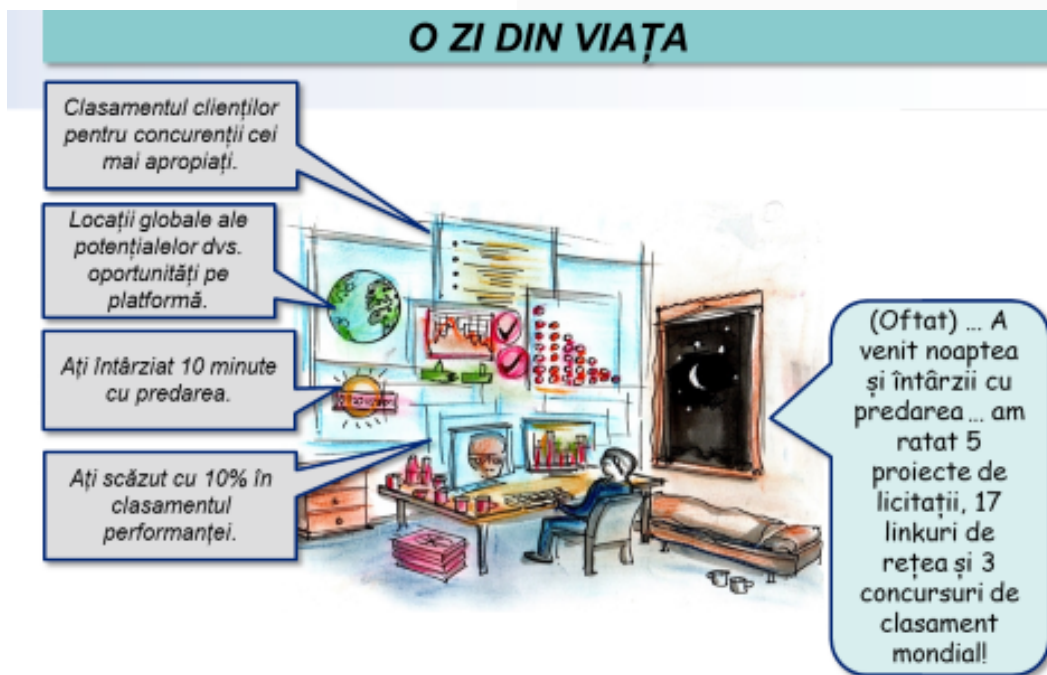 O ZI DIN VIAȚA
Clasamentul clienților
pentru concurenții cei
mai apropiați.
Locații globale ale
potențialelor dvs.
oportunități pe
platformă.
Ați întârziat 10 minute
cu predarea.
Ați scăzut cu 10% în
clasamentul
performanței.
(Oftat) ... A
venit noaptea
și întârzii cu
predarea ... am
ratat 5
proiecte de
licitații, 17
linkuri de
rețea și 3
concursuri de
clasament
mondial!